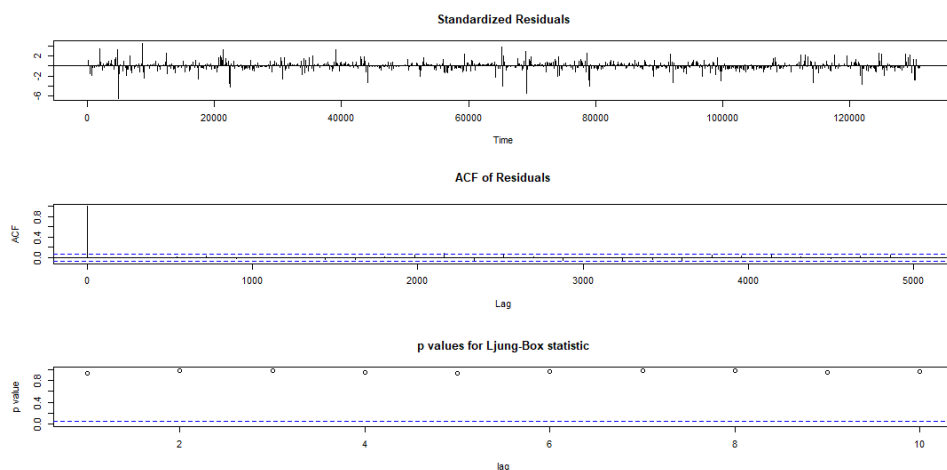 Standardized Residuals
2
-2
-6
0 20000 40000 60000 80000 100000 120000
Time
ACF of Residuals
ACF
0.8
0.4
0.0
0 1000 2000 3000 4000 5000
Lag
p values for Ljung-Box statistic
p value
0.8
0.4
0.0
2 4 6 8 10
lag